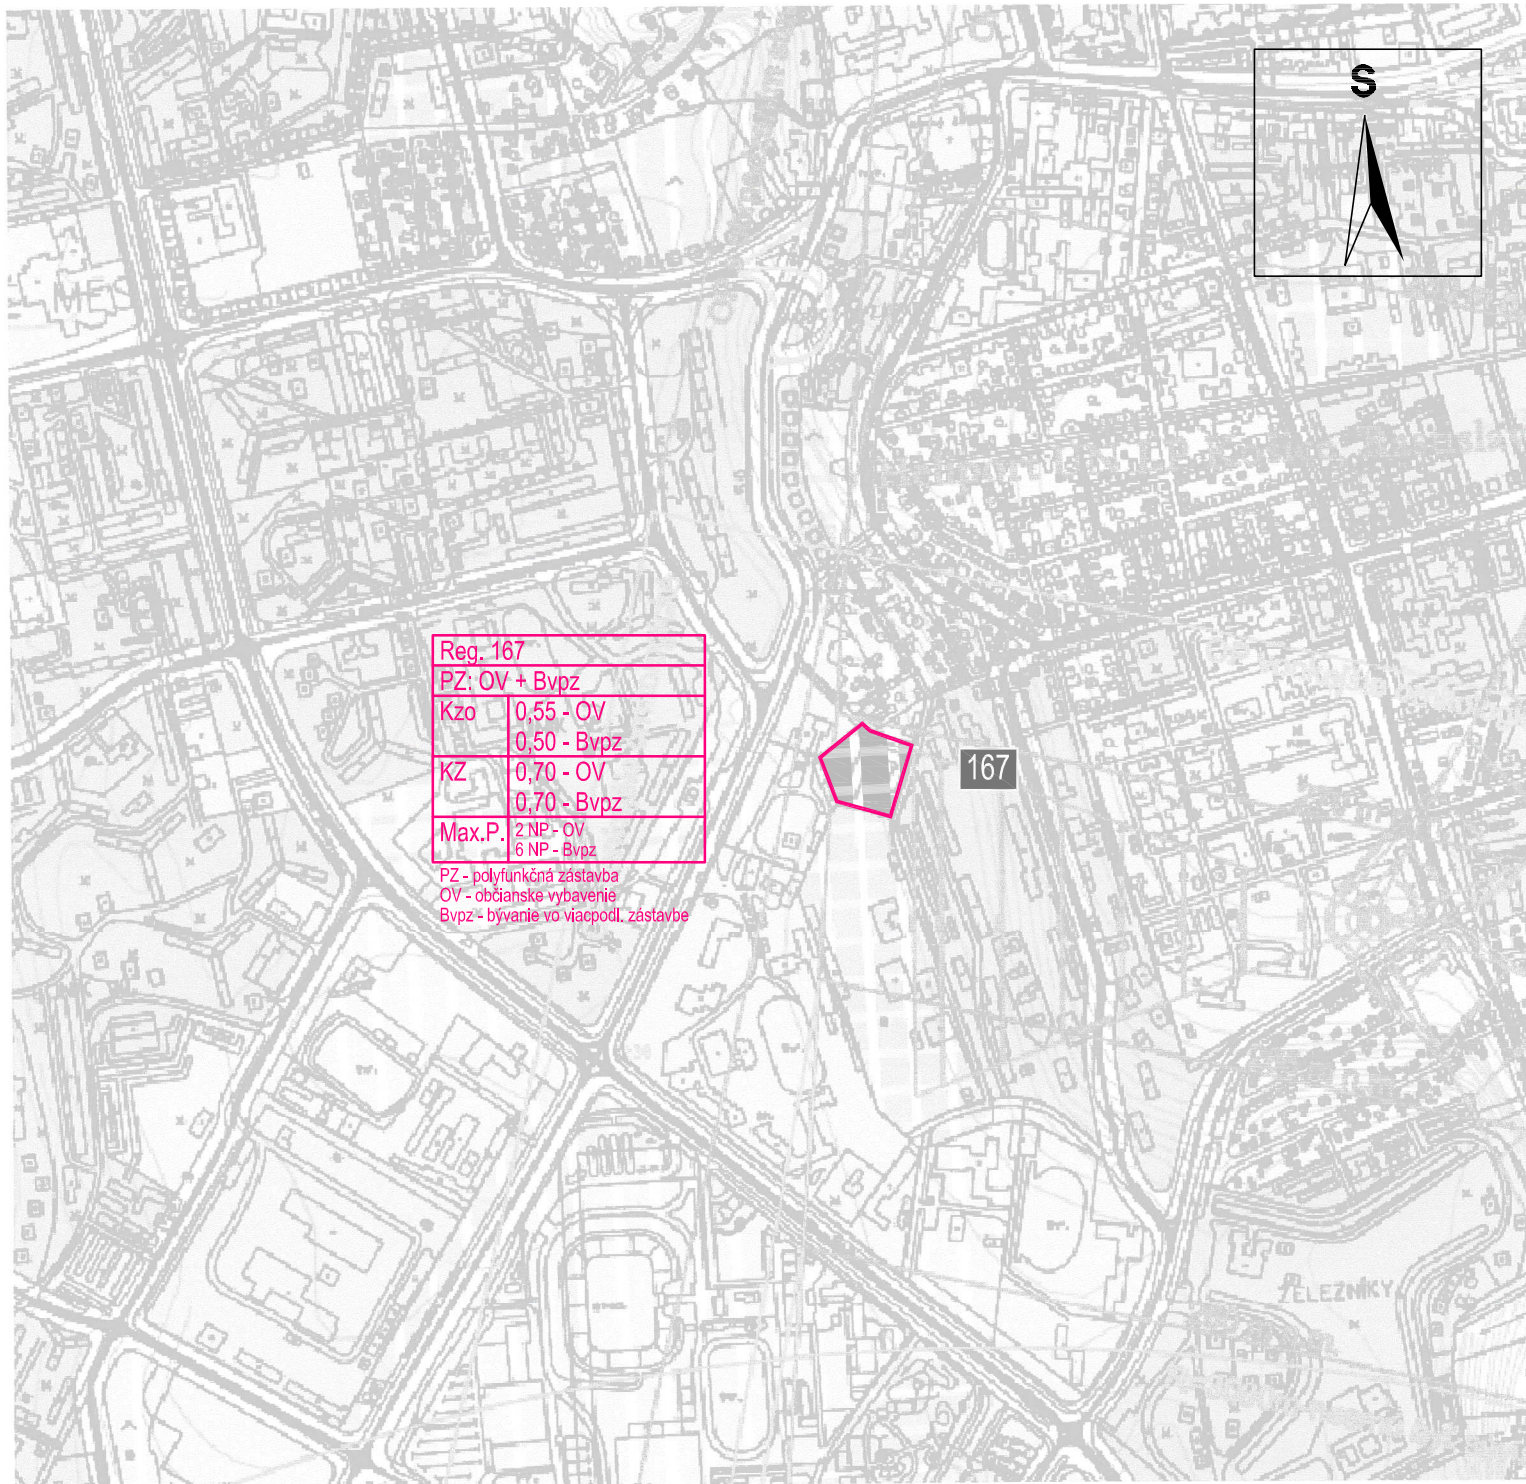 S
Reg. 167
PZ: OV + Bvpz
Kzo 0,55 - OV
0,50 - Bvpz
KZ 0,70 - OV
0,70 - Bvpz
Max.P. 2 NP - OV
6 NP - Bvpz
PZ - polyfunkčná zástavba
OV - občianske vybavenie
Bvpz - bývanie vo viacpodl. zástavbe
167
ŽELEZNÍKY